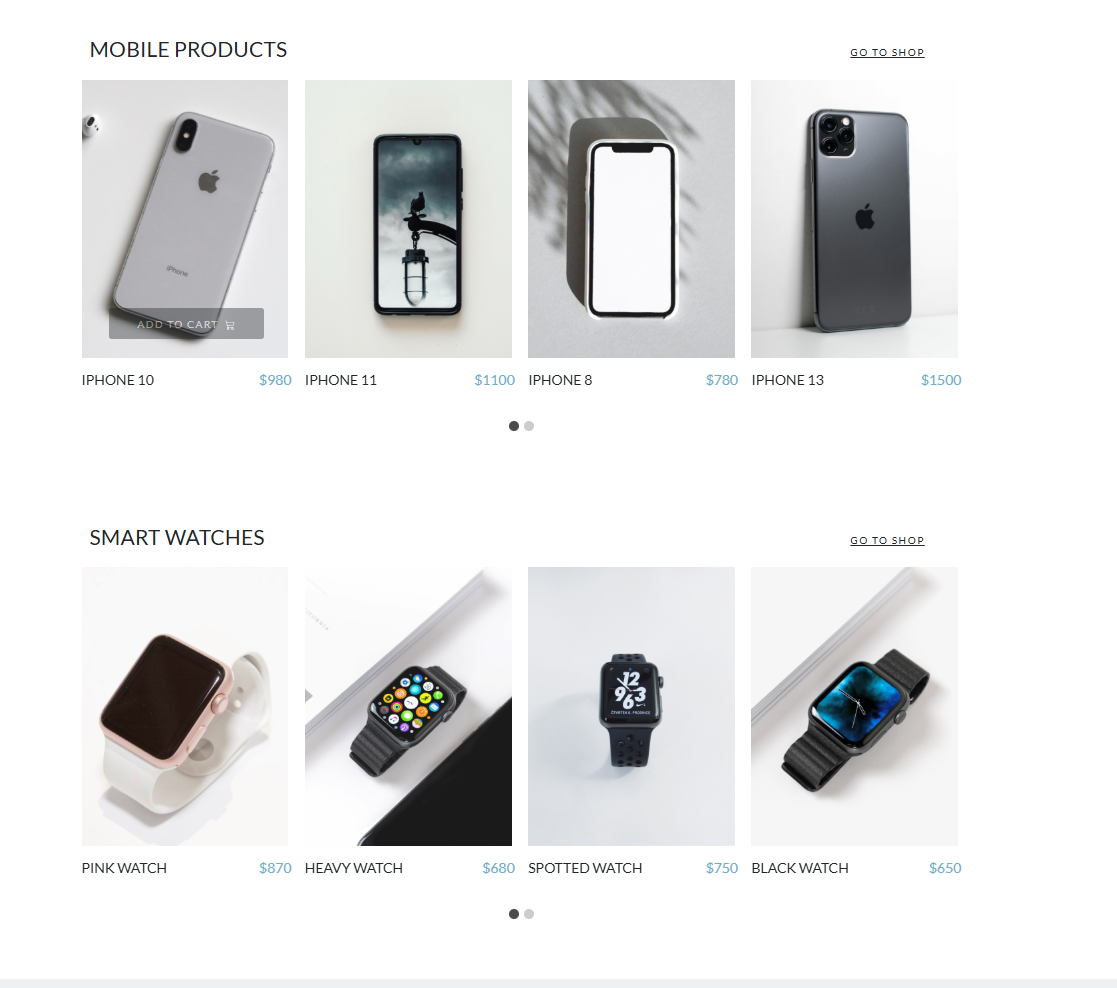 MOBILE PRODUCTS
GO TO SHOP
iPhone
ADD TO CART
IPHONE 10 $980
IPHONE 11 $1100
IPHONE 8 $780
IPHONE 13 $1500
SMART WATCHES
GO TO SHOP
12
9 3
6
PINK WATCH $870
HEAVY WATCH $680
SPOTTED WATCH $750
BLACK WATCH $650